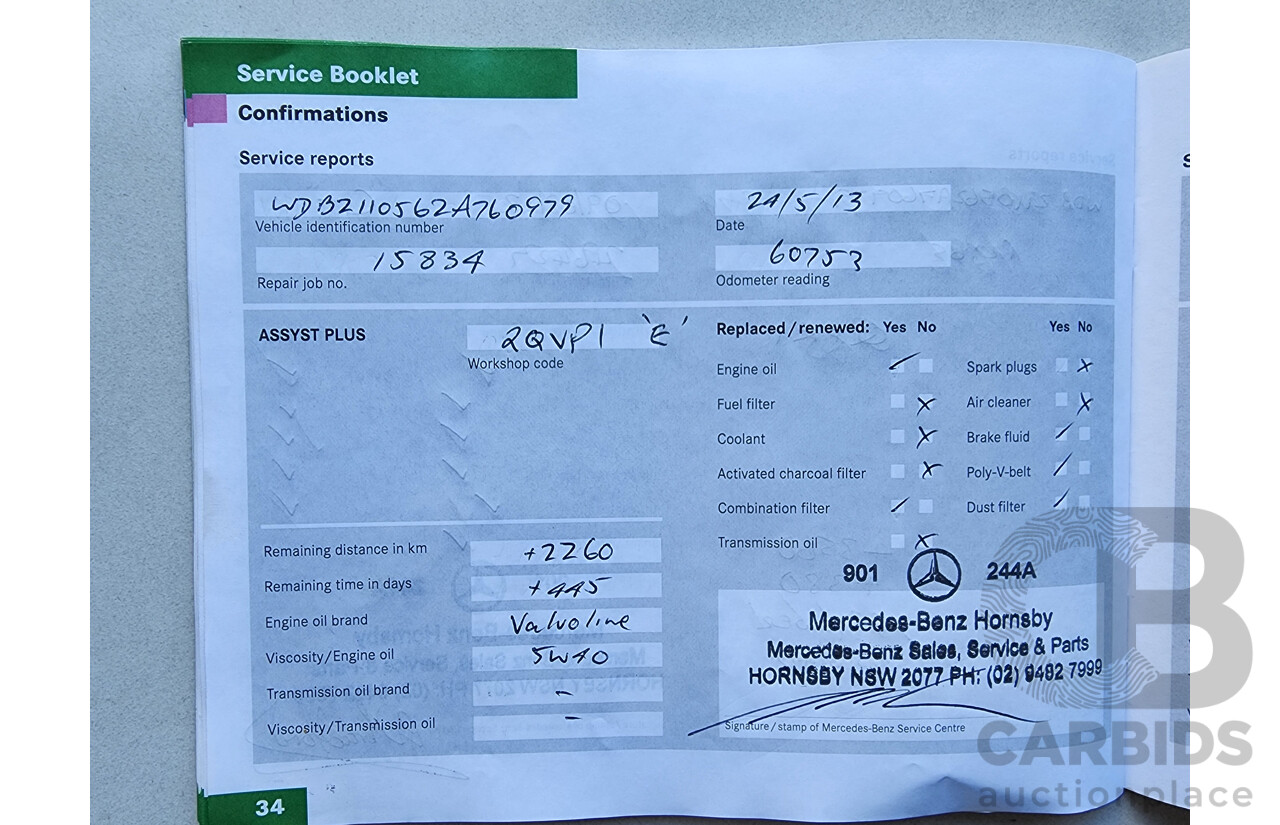 Service Booklet
Confirmations
Service reports
WDB2110562A760979
Vehicle identification number
24/5/13
Date
15834
Repair job no.
60753
Odometer reading
ASSYST PLUS
2QVP1 'E'
Workshop code
Replaced/renewed: Yes No Yes No
Engine oil
Spark plugs
Fuel filter
Air cleaner
Coolant
Brake fluid
Activated charcoal filter
Poly-V-belt
Combination filter
Dust filter
Transmission oil
Remaining distance in km +2260
Remaining time in days +445
Engine oil brand Valvoline
Viscosity/Engine oil 5W40
Transmission oil brand -
Viscosity/Transmission oil -
901 244A
Mercedes-Benz Hornsby
Mercedes-Benz Sales, Service & Parts
HORNSBY NSW 2077 PH: (02) 9482 7999
Signature/stamp of Mercedes-Benz Service Centre
34
CARBIDS
auctionplace